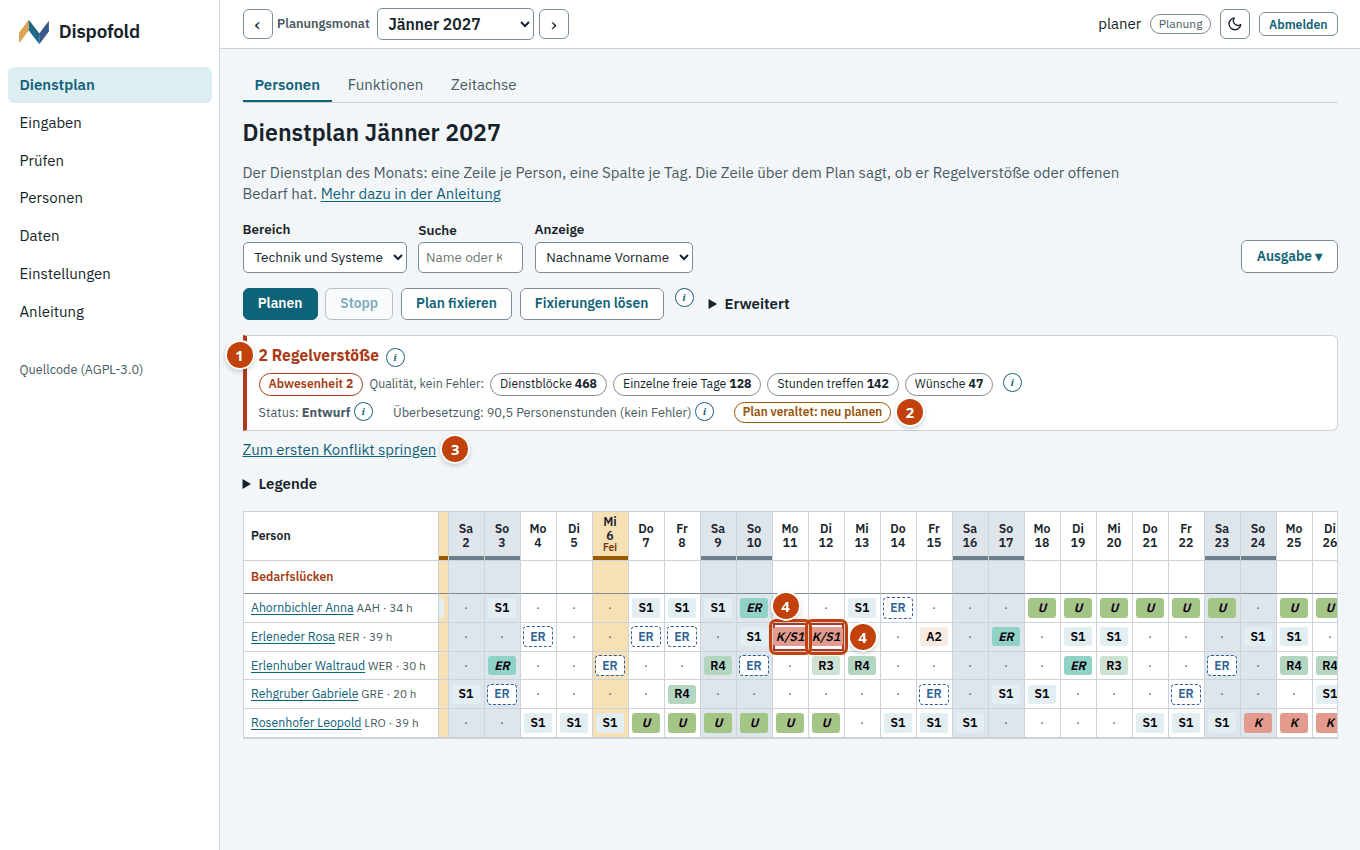 Dispofold
Dienstplan
Eingaben
Prüfen
Personen
Daten
Einstellungen
Anleitung
Quellcode (AGPL-3.0)
‹ Planungsmonat Jänner 2027 ›
planer Planung Abmelden
Personen Funktionen Zeitachse
Dienstplan Jänner 2027
Der Dienstplan des Monats: eine Zeile je Person, eine Spalte je Tag. Die Zeile über dem Plan sagt, ob er Regelverstöße oder offenen
Bedarf hat. Mehr dazu in der Anleitung
Bereich Suche Anzeige
Technik und Systeme Name oder K Nachname Vorname Ausgabe ▾
Planen Stopp Plan fixieren Fixierungen lösen i ▶ Erweitert
1 2 Regelverstöße i
Abwesenheit 2 Qualität, kein Fehler: Dienstblöcke 468 Einzelne freie Tage 128 Stunden treffen 142 Wünsche 47 i
Status: Entwurf i Überbesetzung: 90,5 Personenstunden (kein Fehler) i Plan veraltet: neu planen 2
Zum ersten Konflikt springen 3
▶ Legende
Person Sa 2 So 3 Mo 4 Di 5 Mi 6 Fei Do 7 Fr 8 Sa 9 So 10 Mo 11 Di 12 Mi 13 Do 14 Fr 15 Sa 16 So 17 Mo 18 Di 19 Mi 20 Do 21 Fr 22 Sa 23 So 24 Mo 25 Di 26
Bedarfslücken
Ahornbichler Anna AAH · 34 h · S1 · · · S1 S1 S1 ER 4 · S1 ER · · · U U U U U U · U U
Erleneder Rosa RER · 39 h · · ER · · ER ER · S1 K/S1 K/S1 4 · A2 · ER · S1 S1 · · · S1 S1 ·
Erlenhuber Waltraud WER · 30 h · ER · · ER · · R4 ER · R3 R4 · · · · · ER R3 · · ER · R4 R4
Rehgruber Gabriele GRE · 20 h S1 ER · · · · R4 · · · · · · ER · S1 S1 · · · ER · · · S1
Rosenhofer Leopold LRO · 39 h · · S1 S1 S1 U U U U U U · S1 S1 S1 · · · · S1 S1 S1 K K K